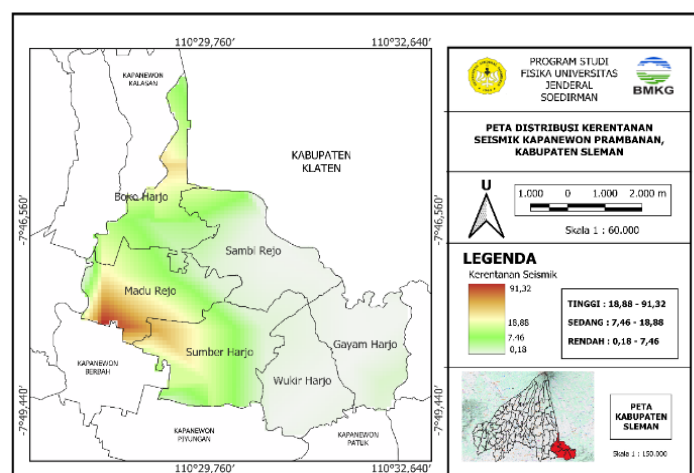 110°29,760′ 110°32,640′
KAPANEWON
KALASAN
KABUPATEN
KLATEN
Boko Harjo
Sambi Rejo
Madu Rejo
Sumber Harjo
Gayam Harjo
Wukir Harjo
KAPANEWON
BERBAH
KAPANEWON
PIYUNGAN
KAPANEWON
PATUK
-7°46,560′
-7°49,440′
-7°46,560′
-7°49,440′
110°29,760′ 110°32,640′
PROGRAM STUDI
FISIKA UNIVERSITAS
JENDERAL
SOEDIRMAN
BMKG
PETA DISTRIBUSI KERENTANAN
SEISMIK KAPANEWON PRAMBANAN,
KABUPATEN SLEMAN
U
1.000 0 1.000 2.000 m
Skala 1 : 60.000
LEGENDA
Kerentanan Seismik
91,32
18,88
7,46
0,18
TINGGI : 18,88 - 91,32
SEDANG : 7,46 - 18,88
RENDAH : 0,18 - 7,46
PETA
KABUPATEN
SLEMAN
Skala 1 : 150.000